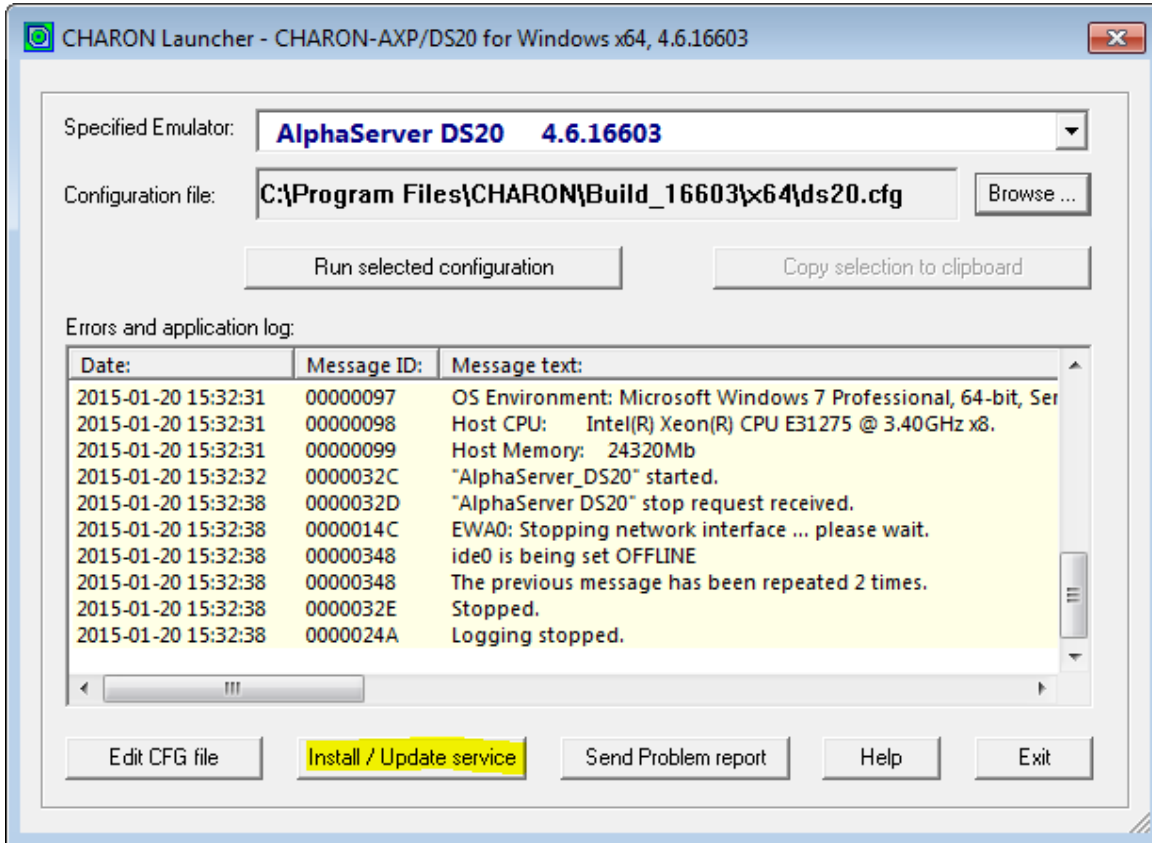 CHARON Launcher - CHARON-AXP/DS20 for Windows x64, 4.6.16603
Specified Emulator: AlphaServer DS20 4.6.16603
Configuration file: C:\Program Files\CHARON\Build_16603\x64\ds20.cfg Browse ...
Run selected configuration Copy selection to clipboard
Errors and application log:
Date: Message ID: Message text:
2015-01-20 15:32:31 00000097 OS Environment: Microsoft Windows 7 Professional, 64-bit, Ser
2015-01-20 15:32:31 00000098 Host CPU: Intel(R) Xeon(R) CPU E31275 @ 3.40GHz x8.
2015-01-20 15:32:31 00000099 Host Memory: 24320Mb
2015-01-20 15:32:32 0000032C "AlphaServer_DS20" started.
2015-01-20 15:32:38 0000032D "AlphaServer DS20" stop request received.
2015-01-20 15:32:38 0000014C EWA0: Stopping network interface ... please wait.
2015-01-20 15:32:38 00000348 ide0 is being set OFFLINE
2015-01-20 15:32:38 00000348 The previous message has been repeated 2 times.
2015-01-20 15:32:38 0000032E Stopped.
2015-01-20 15:32:38 0000024A Logging stopped.
Edit CFG file Install / Update service Send Problem report Help Exit